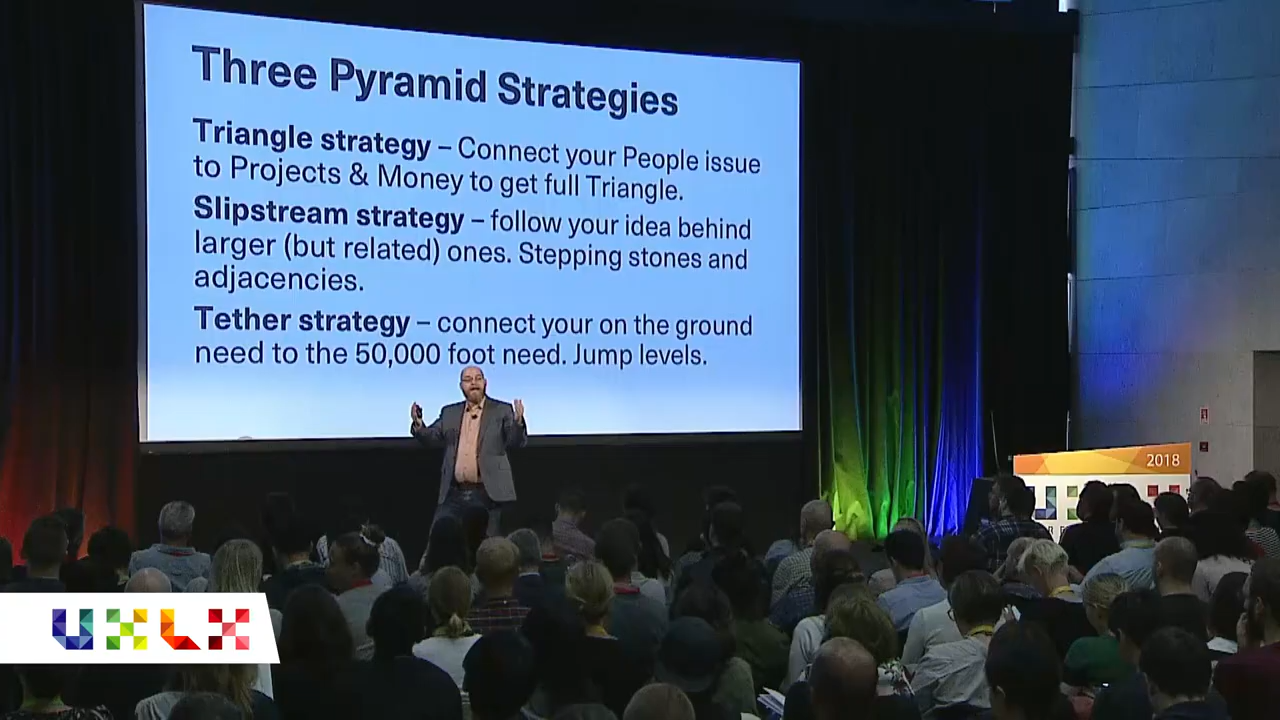 Three Pyramid Strategies
Triangle strategy – Connect your People issue
to Projects & Money to get full Triangle.
Slipstream strategy – follow your idea behind
larger (but related) ones. Stepping stones and
adjacencies.
Tether strategy – connect your on the ground
need to the 50,000 foot need. Jump levels.
2018
UXLX